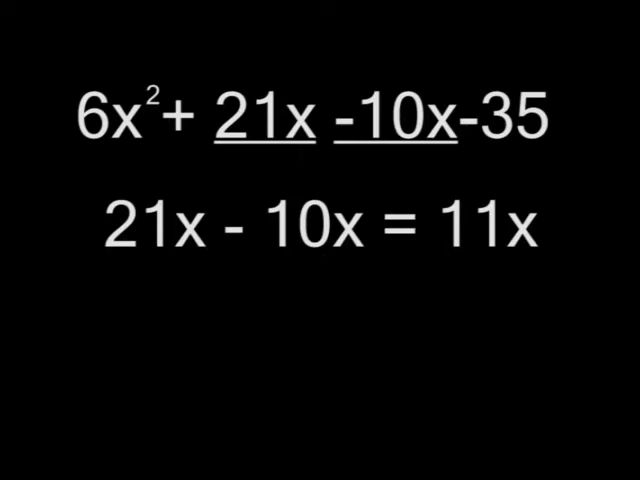 6x²+ 21x -10x-35
21x - 10x = 11x